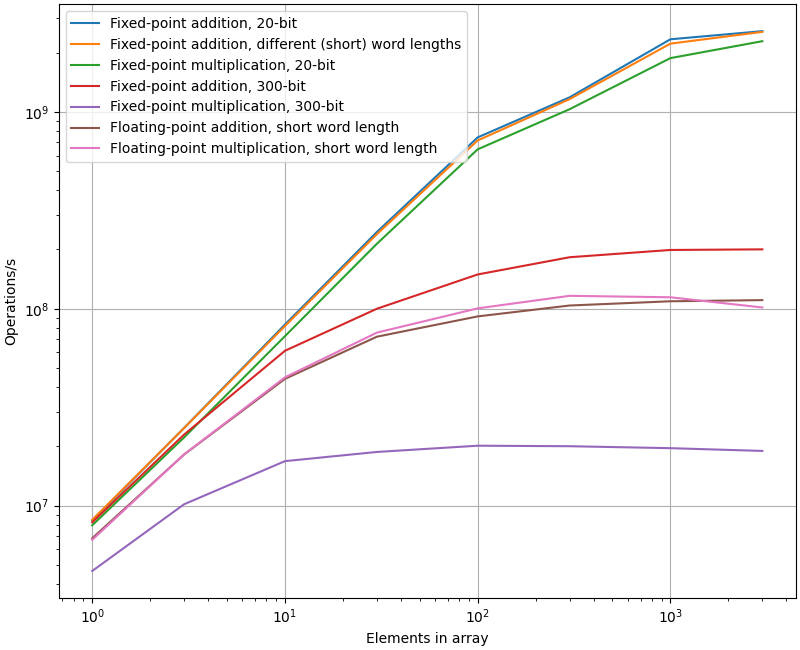 Fixed-point addition, 20-bit
Fixed-point addition, different (short) word lengths
Fixed-point multiplication, 20-bit
Fixed-point addition, 300-bit
Fixed-point multiplication, 300-bit
Floating-point addition, short word length
Floating-point multiplication, short word length
10⁹
10⁸
10⁷
Operations/s
10⁰ 10¹ 10² 10³
Elements in array